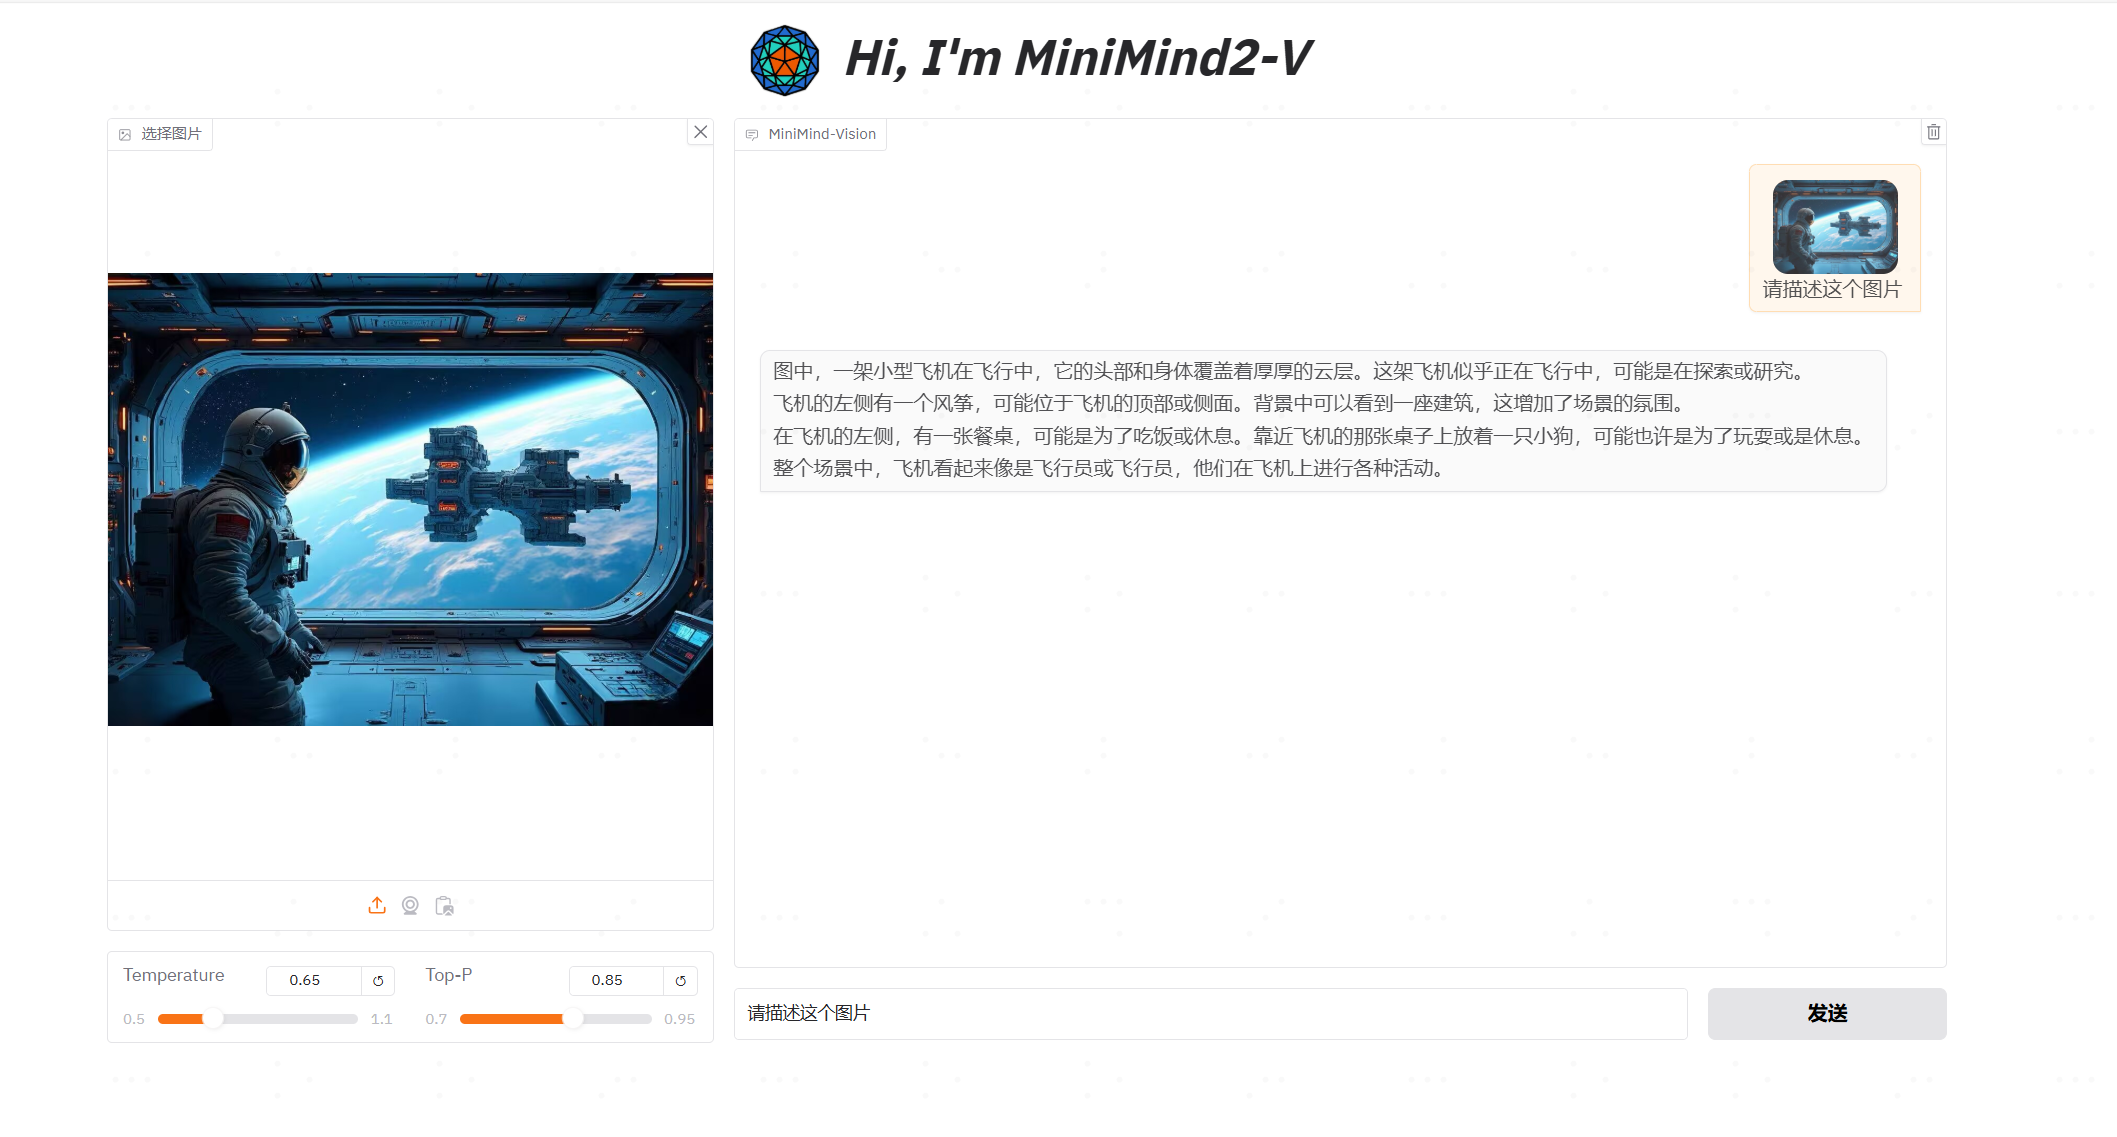 Hi, I'm MiniMind2-V
选择图片
MiniMind-Vision
请描述这个图片
图中，一架小型飞机在飞行中，它的头部和身体覆盖着厚厚的云层。这架飞机似乎正在飞行中，可能是在探索或研究。
飞机的左侧有一个风筝，可能位于飞机的顶部或侧面。背景中可以看到一座建筑，这增加了场景的氛围。
在飞机的左侧，有一张餐桌，可能是为了吃饭或休息。靠近飞机的那张桌子上放着一只小狗，可能也许是为了玩耍或是休息。
整个场景中，飞机看起来像是飞行员或飞行员，他们在飞机上进行各种活动。
Temperature
0.65
0.5
1.1
Top-P
0.85
0.7
0.95
请描述这个图片
发送